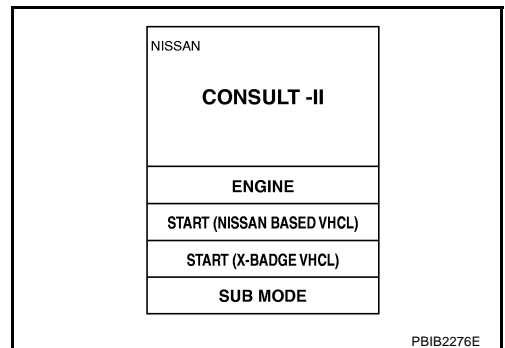 NISSAN
CONSULT -II
ENGINE
START (NISSAN BASED VHCL)
START (X-BADGE VHCL)
SUB MODE
PBIB2276E